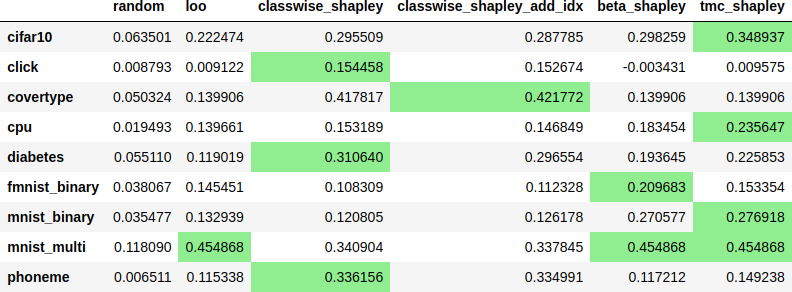 random loo classwise_shapley classwise_shapley_add_idx beta_shapley tmc_shapley
cifar10 0.063501 0.222474 0.295509 0.287785 0.298259 0.348937
click 0.008793 0.009122 0.154458 0.152674 -0.003431 0.009575
covertype 0.050324 0.139906 0.417817 0.421772 0.139906 0.139906
cpu 0.019493 0.139661 0.153189 0.146849 0.183454 0.235647
diabetes 0.055110 0.119019 0.310640 0.296554 0.193645 0.225853
fmnist_binary 0.038067 0.145451 0.108309 0.112328 0.209683 0.153354
mnist_binary 0.035477 0.132939 0.120805 0.126178 0.270577 0.276918
mnist_multi 0.118090 0.454868 0.340904 0.337845 0.454868 0.454868
phoneme 0.006511 0.115338 0.336156 0.334991 0.117212 0.149238